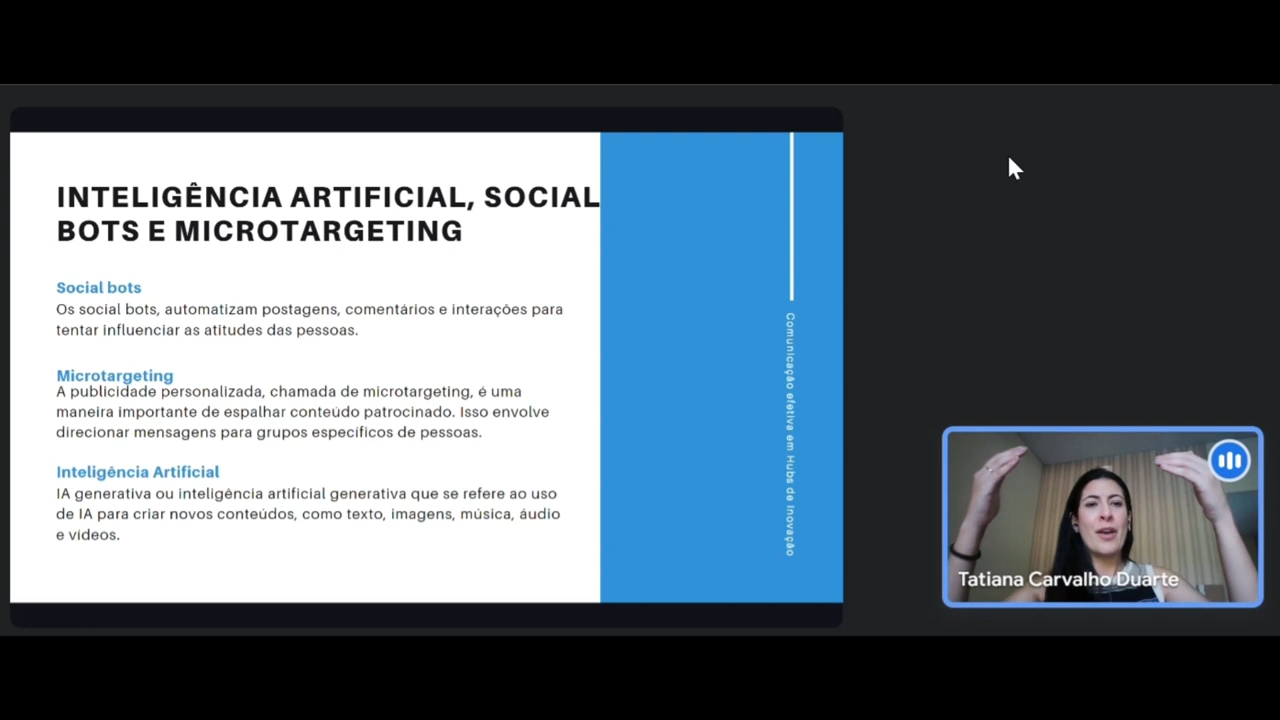 INTELIGÊNCIA ARTIFICIAL, SOCIAL
BOTS E MICROTARGETING
Social bots
Os social bots, automatizam postagens, comentários e interações para
tentar influenciar as atitudes das pessoas.
Microtargeting
A publicidade personalizada, chamada de microtargeting, é uma
maneira importante de espalhar conteúdo patrocinado. Isso envolve
direcionar mensagens para grupos específicos de pessoas.
Inteligência Artificial
IA generativa ou inteligência artificial generativa que se refere ao uso
de IA para criar novos conteúdos, como texto, imagens, música, áudio
e vídeos.
Comunicação efetiva em Hubs de Inovação
Tatiana Carvalho Duarte